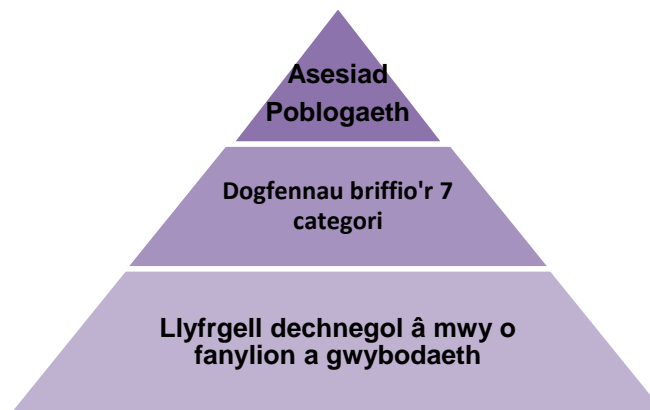 Asesiad
Poblogaeth
Dogfennau briffio'r 7
categori
Llyfrgell dechnegol â mwy o
fanylion a gwybodaeth